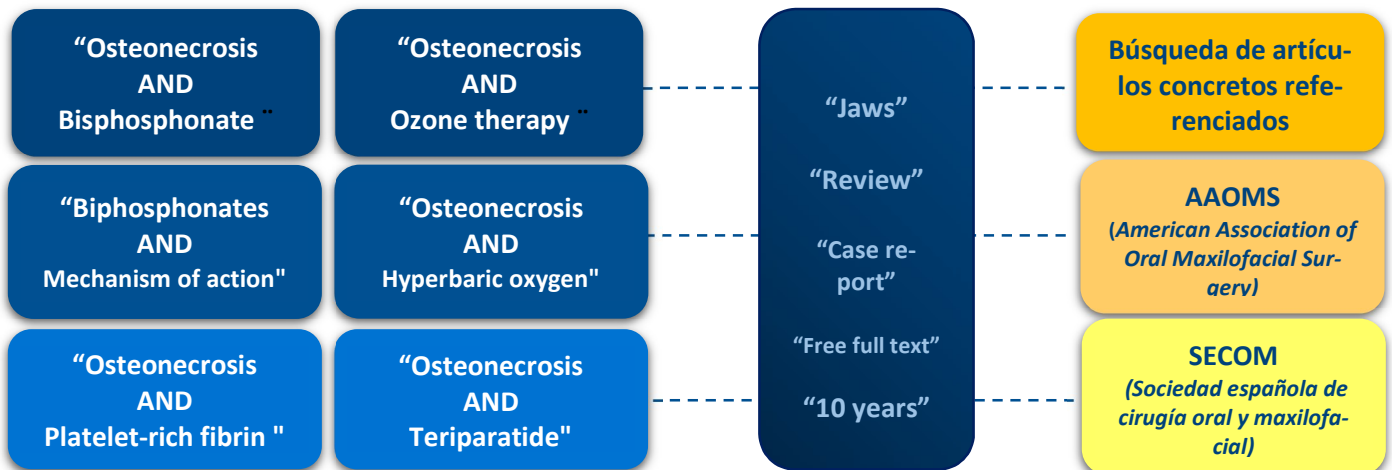 “Osteonecrosis
AND
Bisphosphonate ¨
“Osteonecrosis
AND
Ozone therapy ¨
“Biphosphonates
AND
Mechanism of action"
“Osteonecrosis
AND
Hyperbaric oxygen"
“Osteonecrosis
AND
Platelet-rich fibrin "
“Osteonecrosis
AND
Teriparatide"
“Jaws”
“Review”
“Case re-
port”
“Free full text”
“10 years”
Búsqueda de artícu-
los concretos refe-
renciados
AAOMS
(American Association of
Oral Maxilofacial Sur-
gery)
SECOM
(Sociedad española de
cirugía oral y maxilofa-
cial)